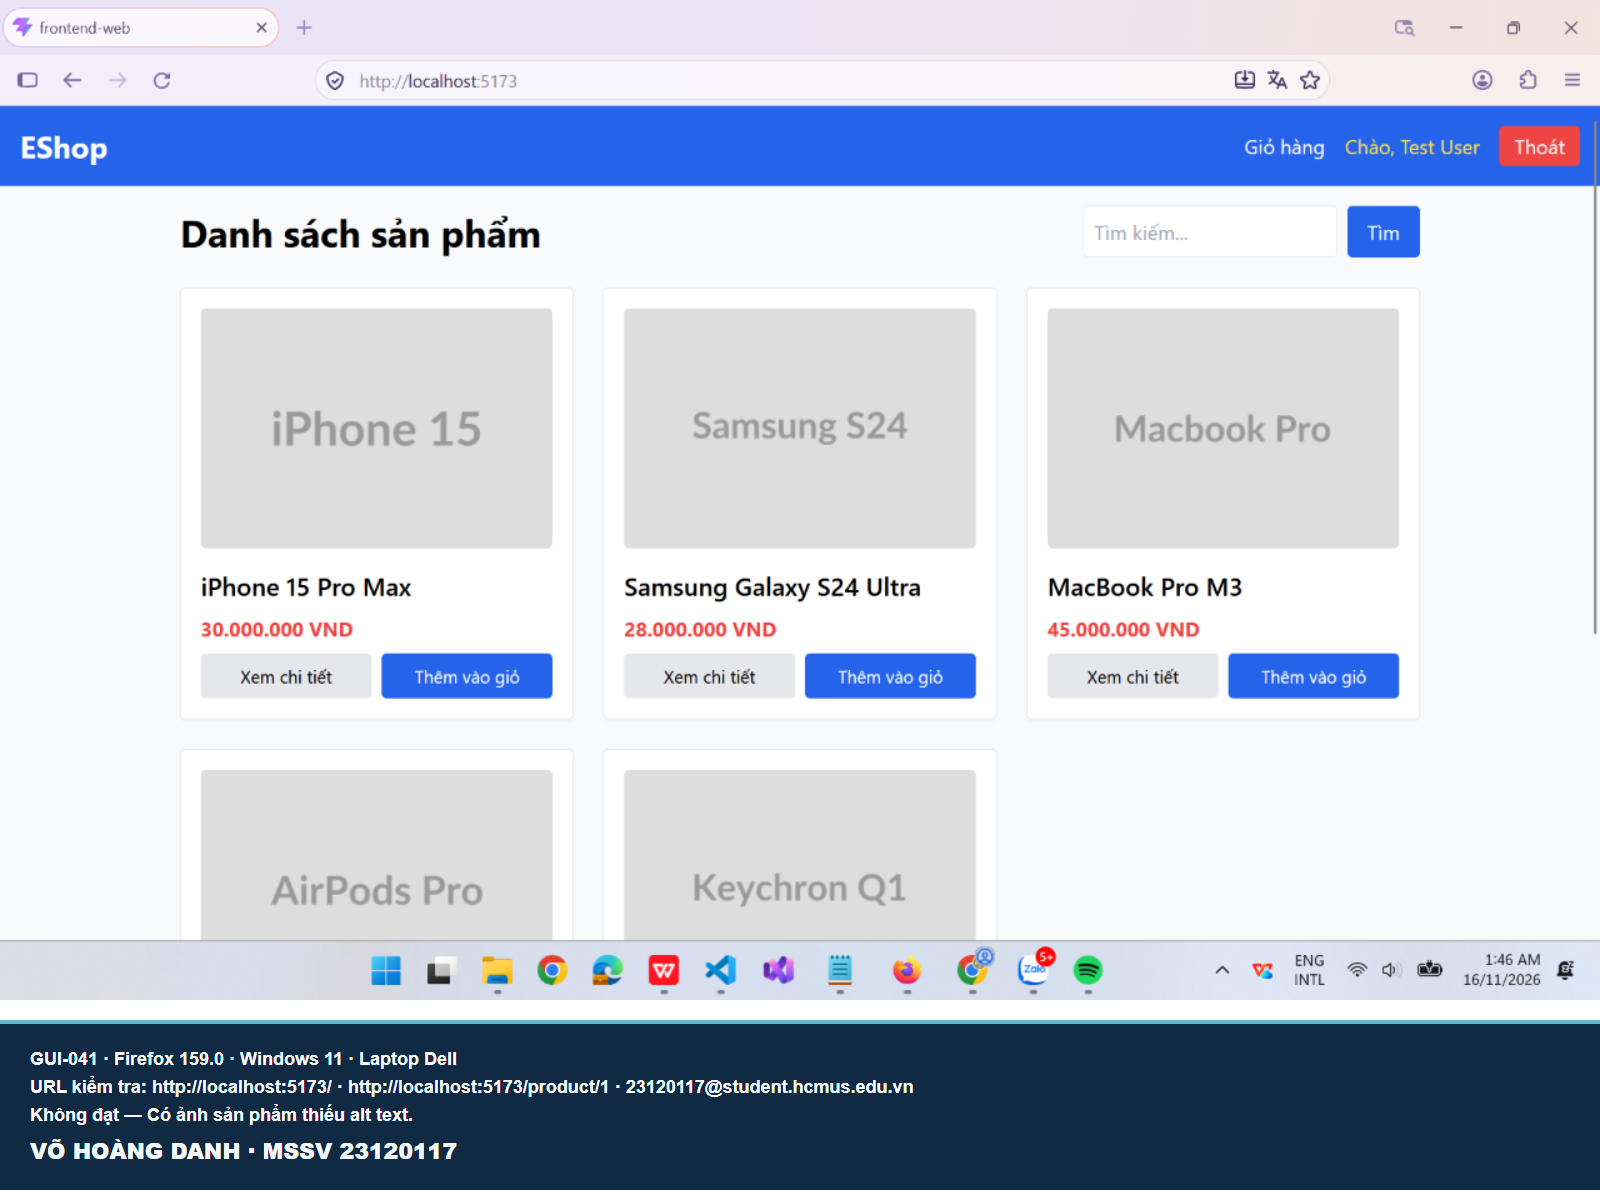 frontend-web
http://localhost:5173
EShop
Giỏ hàng
Chào, Test User
Thoát
Danh sách sản phẩm
Tìm kiếm...
Tìm
iPhone 15
Samsung S24
Macbook Pro
iPhone 15 Pro Max
Samsung Galaxy S24 Ultra
MacBook Pro M3
30.000.000 VND
28.000.000 VND
45.000.000 VND
Xem chi tiết
Thêm vào giỏ
Xem chi tiết
Thêm vào giỏ
Xem chi tiết
Thêm vào giỏ
AirPods Pro
Keychron Q1
Zalo
5+
ENG
INTL
1:46 AM
16/11/2026
GUI-041 · Firefox 159.0 · Windows 11 · Laptop Dell
URL kiểm tra: http://localhost:5173/ · http://localhost:5173/product/1 · 23120117@student.hcmus.edu.vn
Không đạt — Có ảnh sản phẩm thiếu alt text.
VÕ HOÀNG DANH · MSSV 23120117